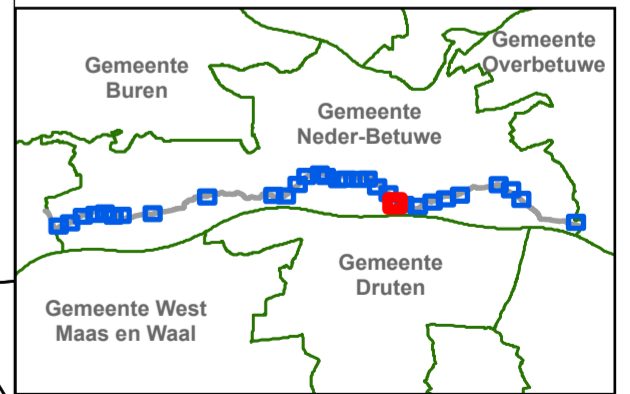 Gemeente
Overbetuwe
Gemeente
Buren
Gemeente
Neder-Betuwe
Gemeente
Druten
Gemeente West
Maas en Waal